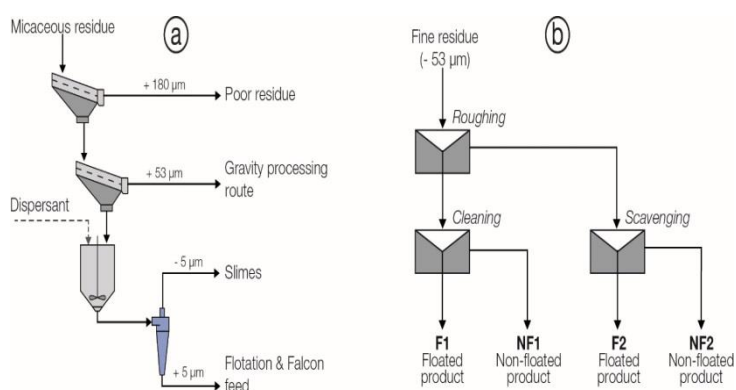 Micaceous residue
a
+ 180 µm
Poor residue
+ 53 µm
Gravity processing
route
Dispersant
- 5 µm
Slimes
+ 5 µm
Flotation & Falcon
feed
b
Fine residue
(- 53 µm)
Roughing
Cleaning
Scavenging
F1
Floated
product
NF1
Non-floated
product
F2
Floated
product
NF2
Non-floated
product